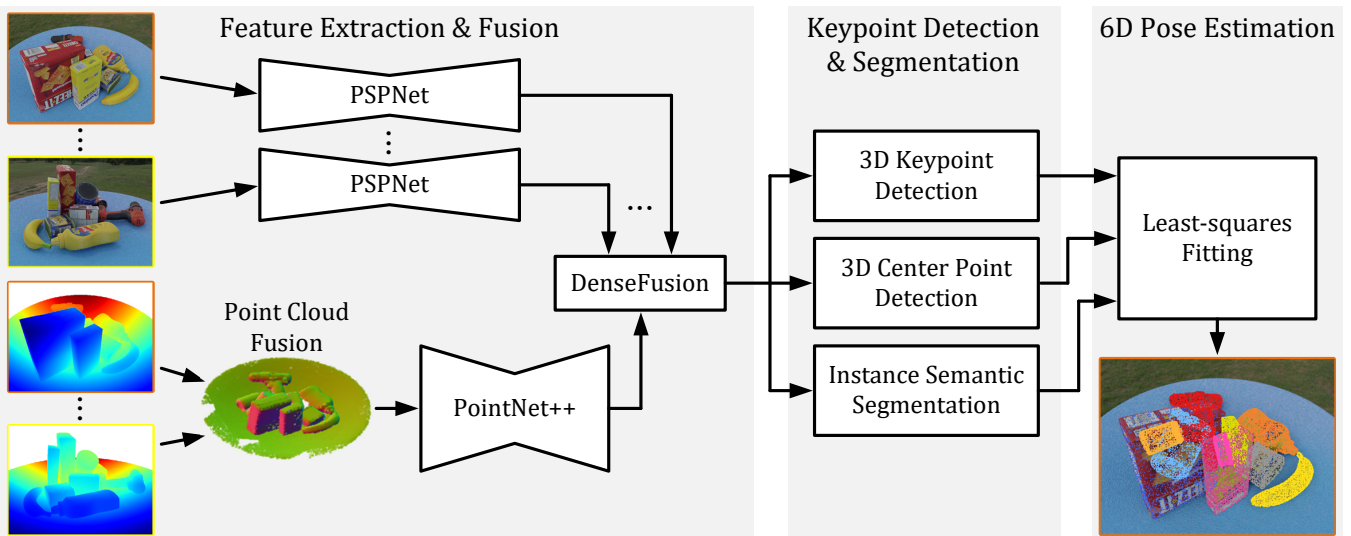 Feature Extraction & Fusion
PSPNet
PSPNet
...
DenseFusion
Point Cloud
Fusion
PointNet++
Keypoint Detection
& Segmentation
3D Keypoint
Detection
3D Center Point
Detection
Instance Semantic
Segmentation
6D Pose Estimation
Least-squares
Fitting